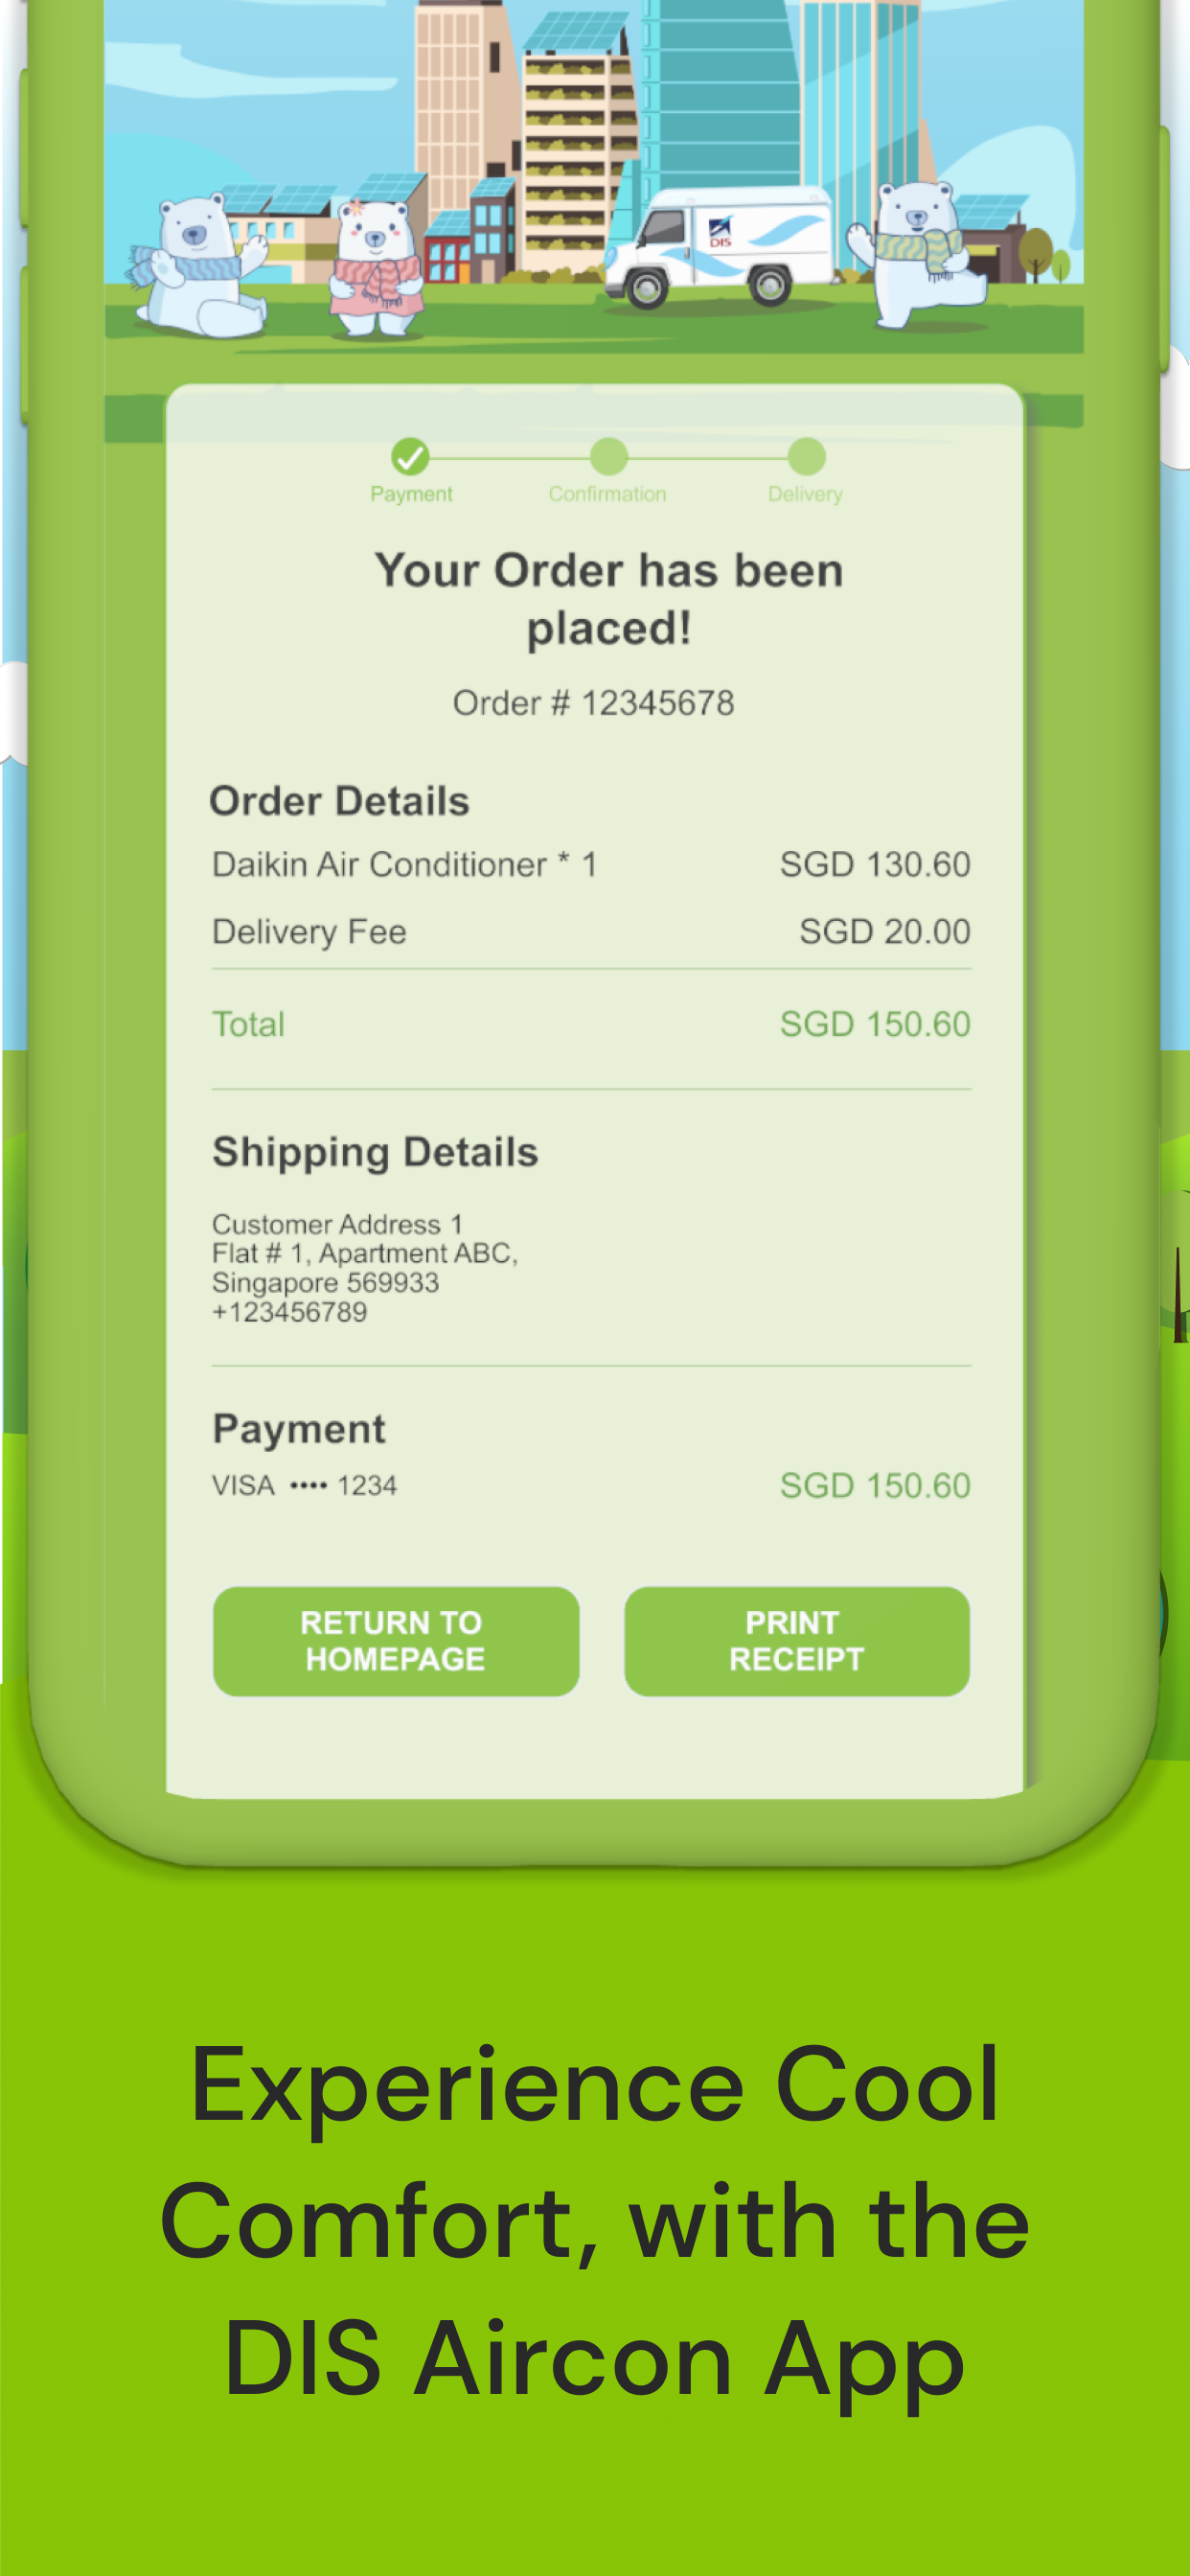 DIS
Payment
Confirmation
Delivery
Your Order has been
placed!
Order # 12345678
Order Details
Daikin Air Conditioner * 1
SGD 130.60
Delivery Fee
SGD 20.00
Total
SGD 150.60
Shipping Details
Customer Address 1
Flat # 1, Apartment ABC,
Singapore 569933
+123456789
Payment
VISA •••• 1234
SGD 150.60
RETURN TO
HOMEPAGE
PRINT
RECEIPT
Experience Cool
Comfort, with the
DIS Aircon App